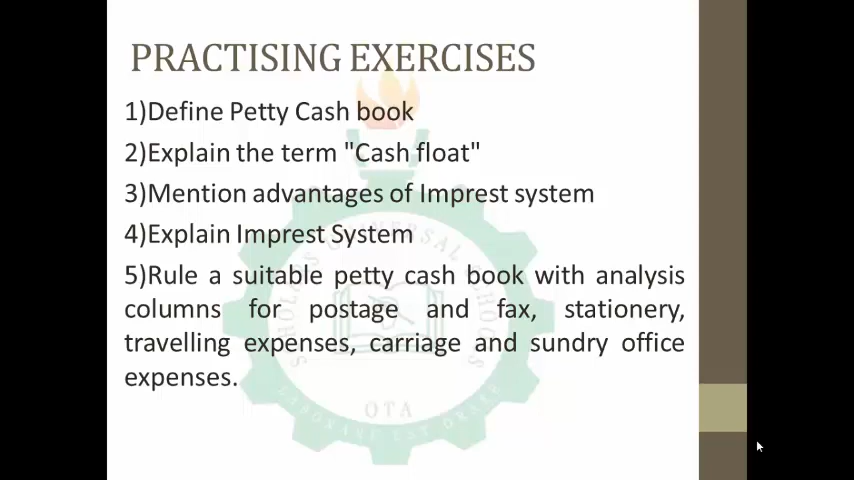 PRACTISING EXERCISES
1)Define Petty Cash book
2)Explain the term "Cash float"
3)Mention advantages of Imprest system
4)Explain Imprest System
5)Rule a suitable petty cash book with analysis
columns for postage and fax, stationery,
travelling expenses, carriage and sundry office
expenses.
OTA